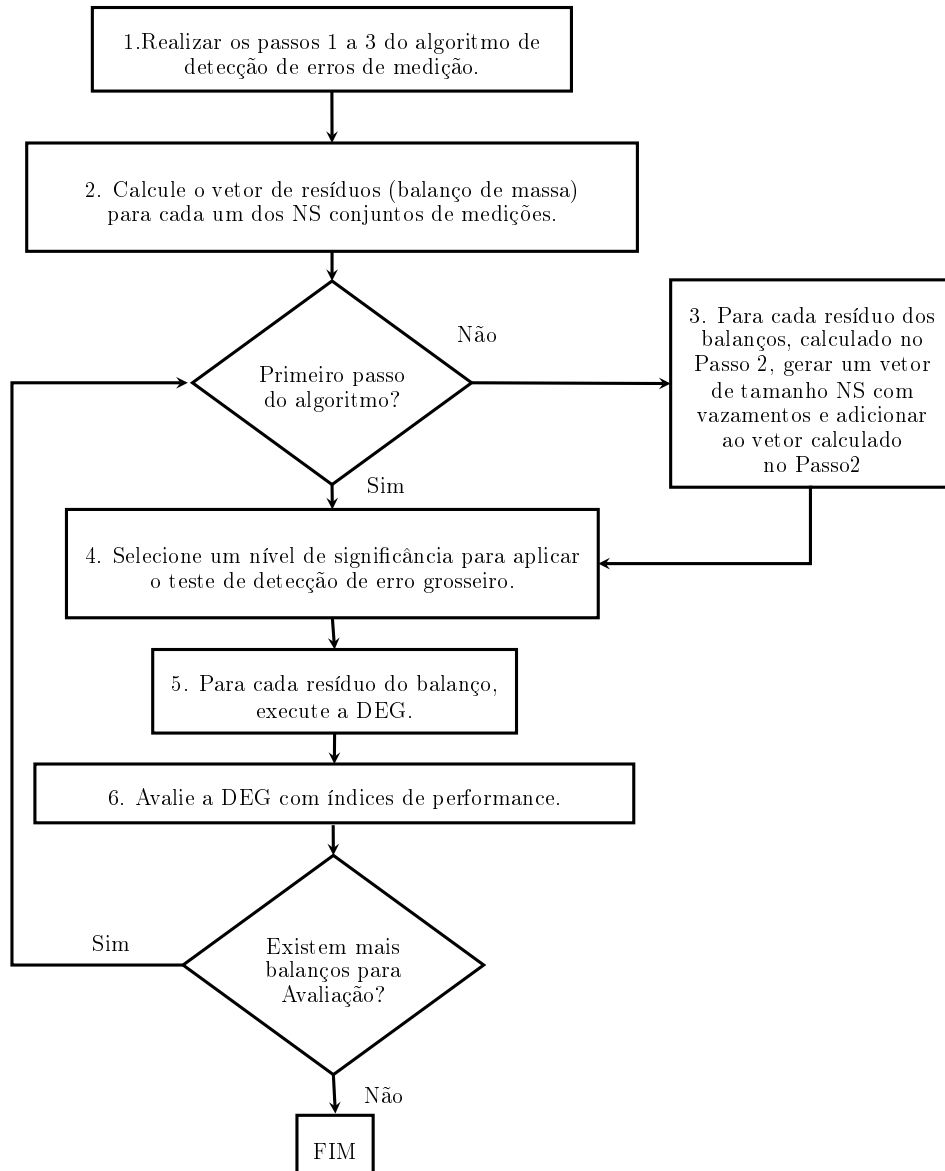 1.Realizar os passos 1 a 3 do algoritmo de
detecção de erros de medição.
2. Calcule o vetor de resíduos (balanço de massa)
para cada um dos NS conjuntos de medições.
Primeiro passo
do algoritmo?
Não
3. Para cada resíduo dos
balanços, calculado no
Passo 2, gerar um vetor
de tamanho NS com
vazamentos e adicionar
ao vetor calculado
no Passo2
Sim
4. Selecione um nível de significância para aplicar
o teste de detecção de erro grosseiro.
5. Para cada resíduo do balanço,
execute a DEG.
6. Avalie a DEG com índices de performance.
Sim
Existem mais
balanços para
Avaliação?
Não
FIM